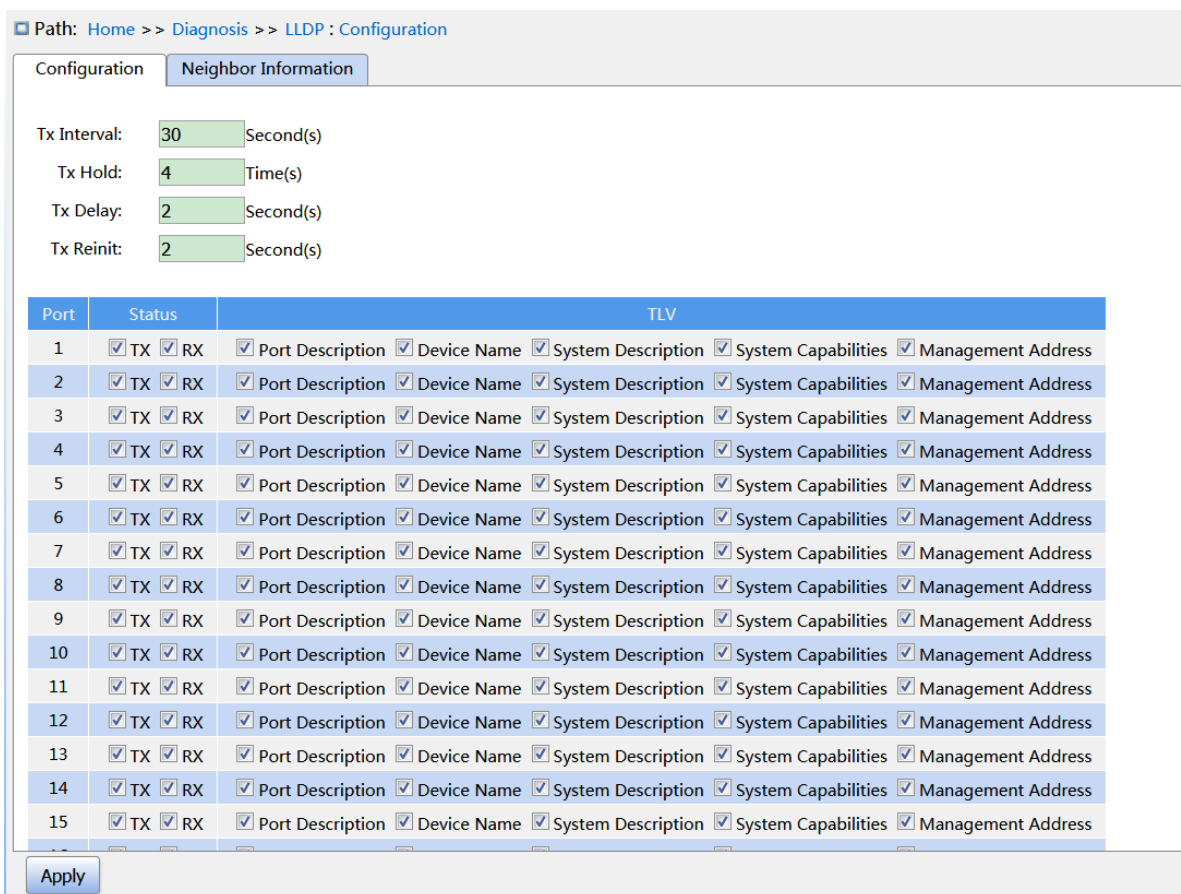 Path: Home >> Diagnosis >> LLDP : Configuration
Configuration Neighbor Information
Tx Interval: 30 Second(s)
Tx Hold: 4 Time(s)
Tx Delay: 2 Second(s)
Tx Reinit: 2 Second(s)
Port Status TLV
1 TX RX Port Description Device Name System Description System Capabilities Management Address
2 TX RX Port Description Device Name System Description System Capabilities Management Address
3 TX RX Port Description Device Name System Description System Capabilities Management Address
4 TX RX Port Description Device Name System Description System Capabilities Management Address
5 TX RX Port Description Device Name System Description System Capabilities Management Address
6 TX RX Port Description Device Name System Description System Capabilities Management Address
7 TX RX Port Description Device Name System Description System Capabilities Management Address
8 TX RX Port Description Device Name System Description System Capabilities Management Address
9 TX RX Port Description Device Name System Description System Capabilities Management Address
10 TX RX Port Description Device Name System Description System Capabilities Management Address
11 TX RX Port Description Device Name System Description System Capabilities Management Address
12 TX RX Port Description Device Name System Description System Capabilities Management Address
13 TX RX Port Description Device Name System Description System Capabilities Management Address
14 TX RX Port Description Device Name System Description System Capabilities Management Address
15 TX RX Port Description Device Name System Description System Capabilities Management Address
Apply